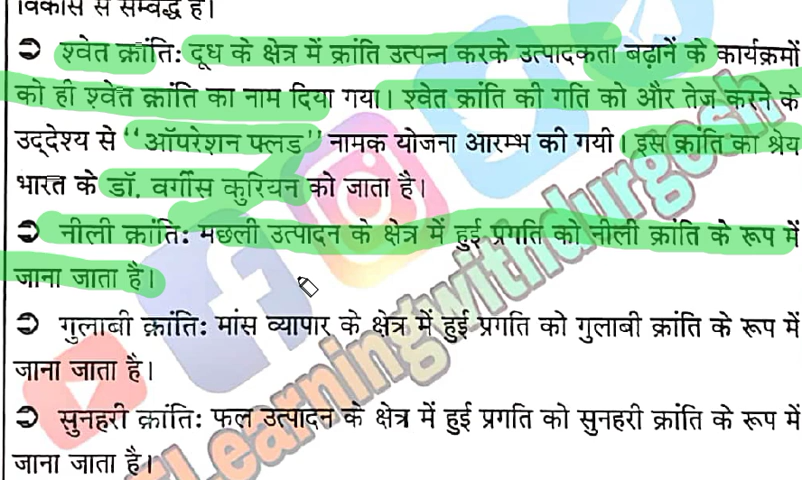 विकास से सम्बद्ध है।
➲ श्वेत क्रांति: दूध के क्षेत्र में क्रांति उत्पन्न करके उत्पादकता बढ़ानें के कार्यक्रमों
को ही श्वेत क्रांति का नाम दिया गया। श्वेत क्रांति की गति को और तेज करने के
उद्देश्य से ‘‘ऑपरेशन फ्लड’’ नामक योजना आरम्भ की गयी। इस क्रांति का श्रेय
भारत के डॉ. वर्गीस कुरियन को जाता है।
➲ नीली क्रांति: मछली उत्पादन के क्षेत्र में हुई प्रगति को नीली क्रांति के रूप में
जाना जाता है।
➲ गुलाबी क्रांति: मांस व्यापार के क्षेत्र में हुई प्रगति को गुलाबी क्रांति के रूप में
जाना जाता है।
➲ सुनहरी क्रांति: फल उत्पादन के क्षेत्र में हुई प्रगति को सुनहरी क्रांति के रूप में
जाना जाता है।
Learningwithdurgesh